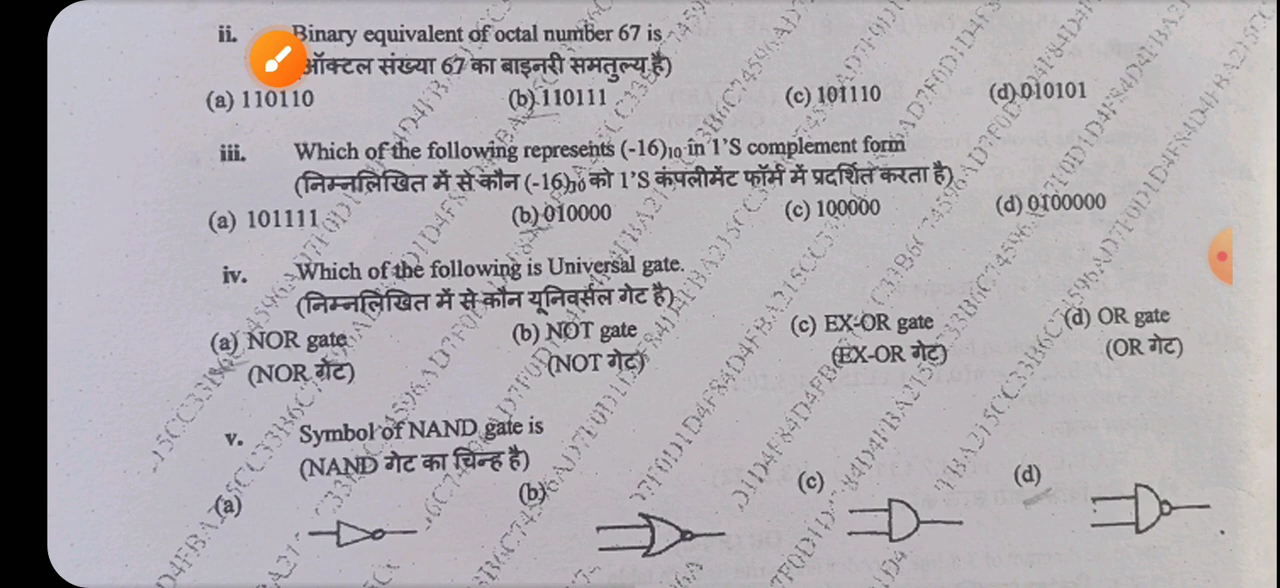 ii. Binary equivalent of octal number 67 is
ऑक्टल संख्या 67 का बाइनरी समतुल्य है)
(a) 110110 (b) 110111 (c) 101110 (d) 010101
iii. Which of the following represents (-16)10 in 1'S complement form
(निम्नलिखित में से कौन (-16)10 को 1'S कंपलीमेंट फॉर्म में प्रदर्शित करता है)
(a) 101111 (b) 010000 (c) 100000 (d) 0100000
iv. Which of the following is Universal gate.
(निम्नलिखित में से कौन यूनिवर्सल गेट है)
(a) NOR gate (b) NOT gate (c) EX-OR gate (d) OR gate
(NOR गेट) (NOT गेट) (EX-OR गेट) (OR गेट)
v. Symbol of NAND gate is
(NAND गेट का चिन्ह है)
(a) (b) (c) (d)